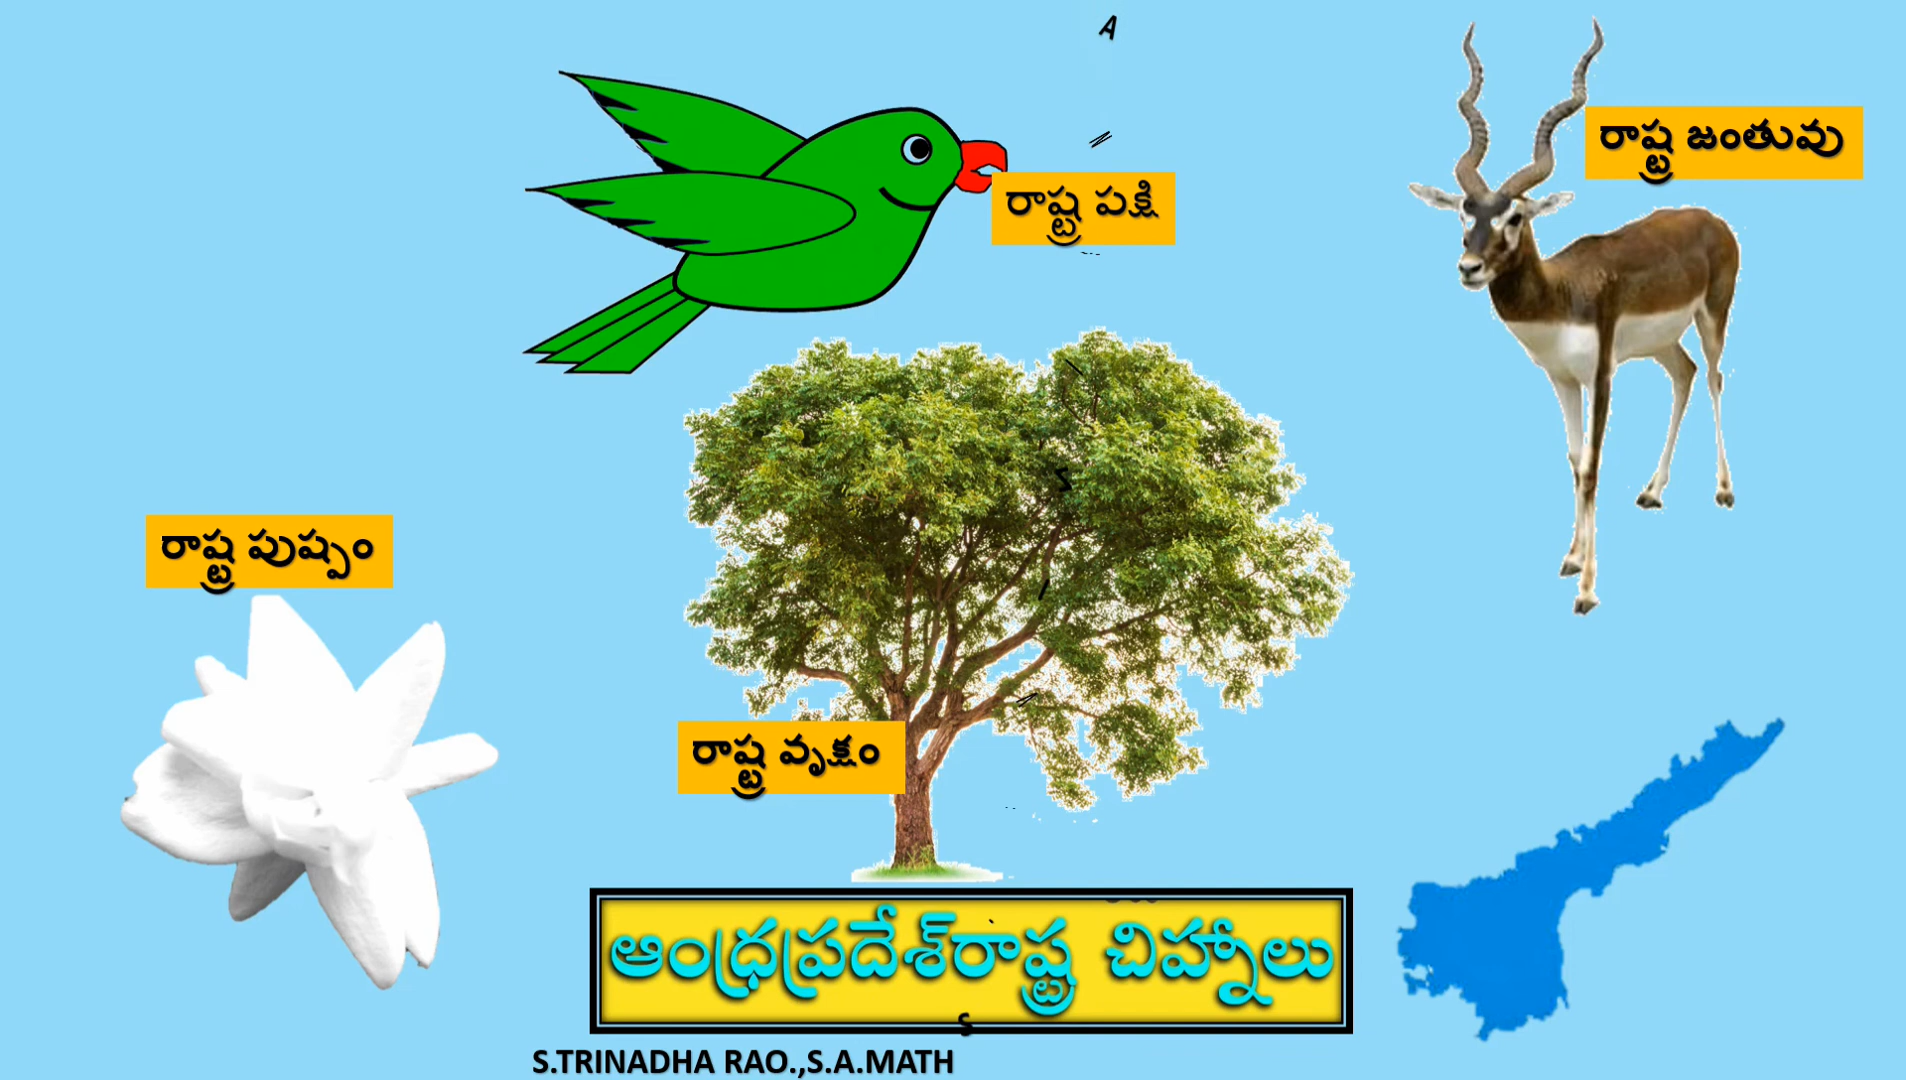 A
రాష్ట్ర జంతువు
రాష్ట్ర పక్షి
రాష్ట్ర పుష్పం
రాష్ట్ర వృక్షం
ఆంధ్రప్రదేశ్‌రాష్ట్ర చిహ్నాలు
S
S.TRINADHA RAO.,S.A.MATH